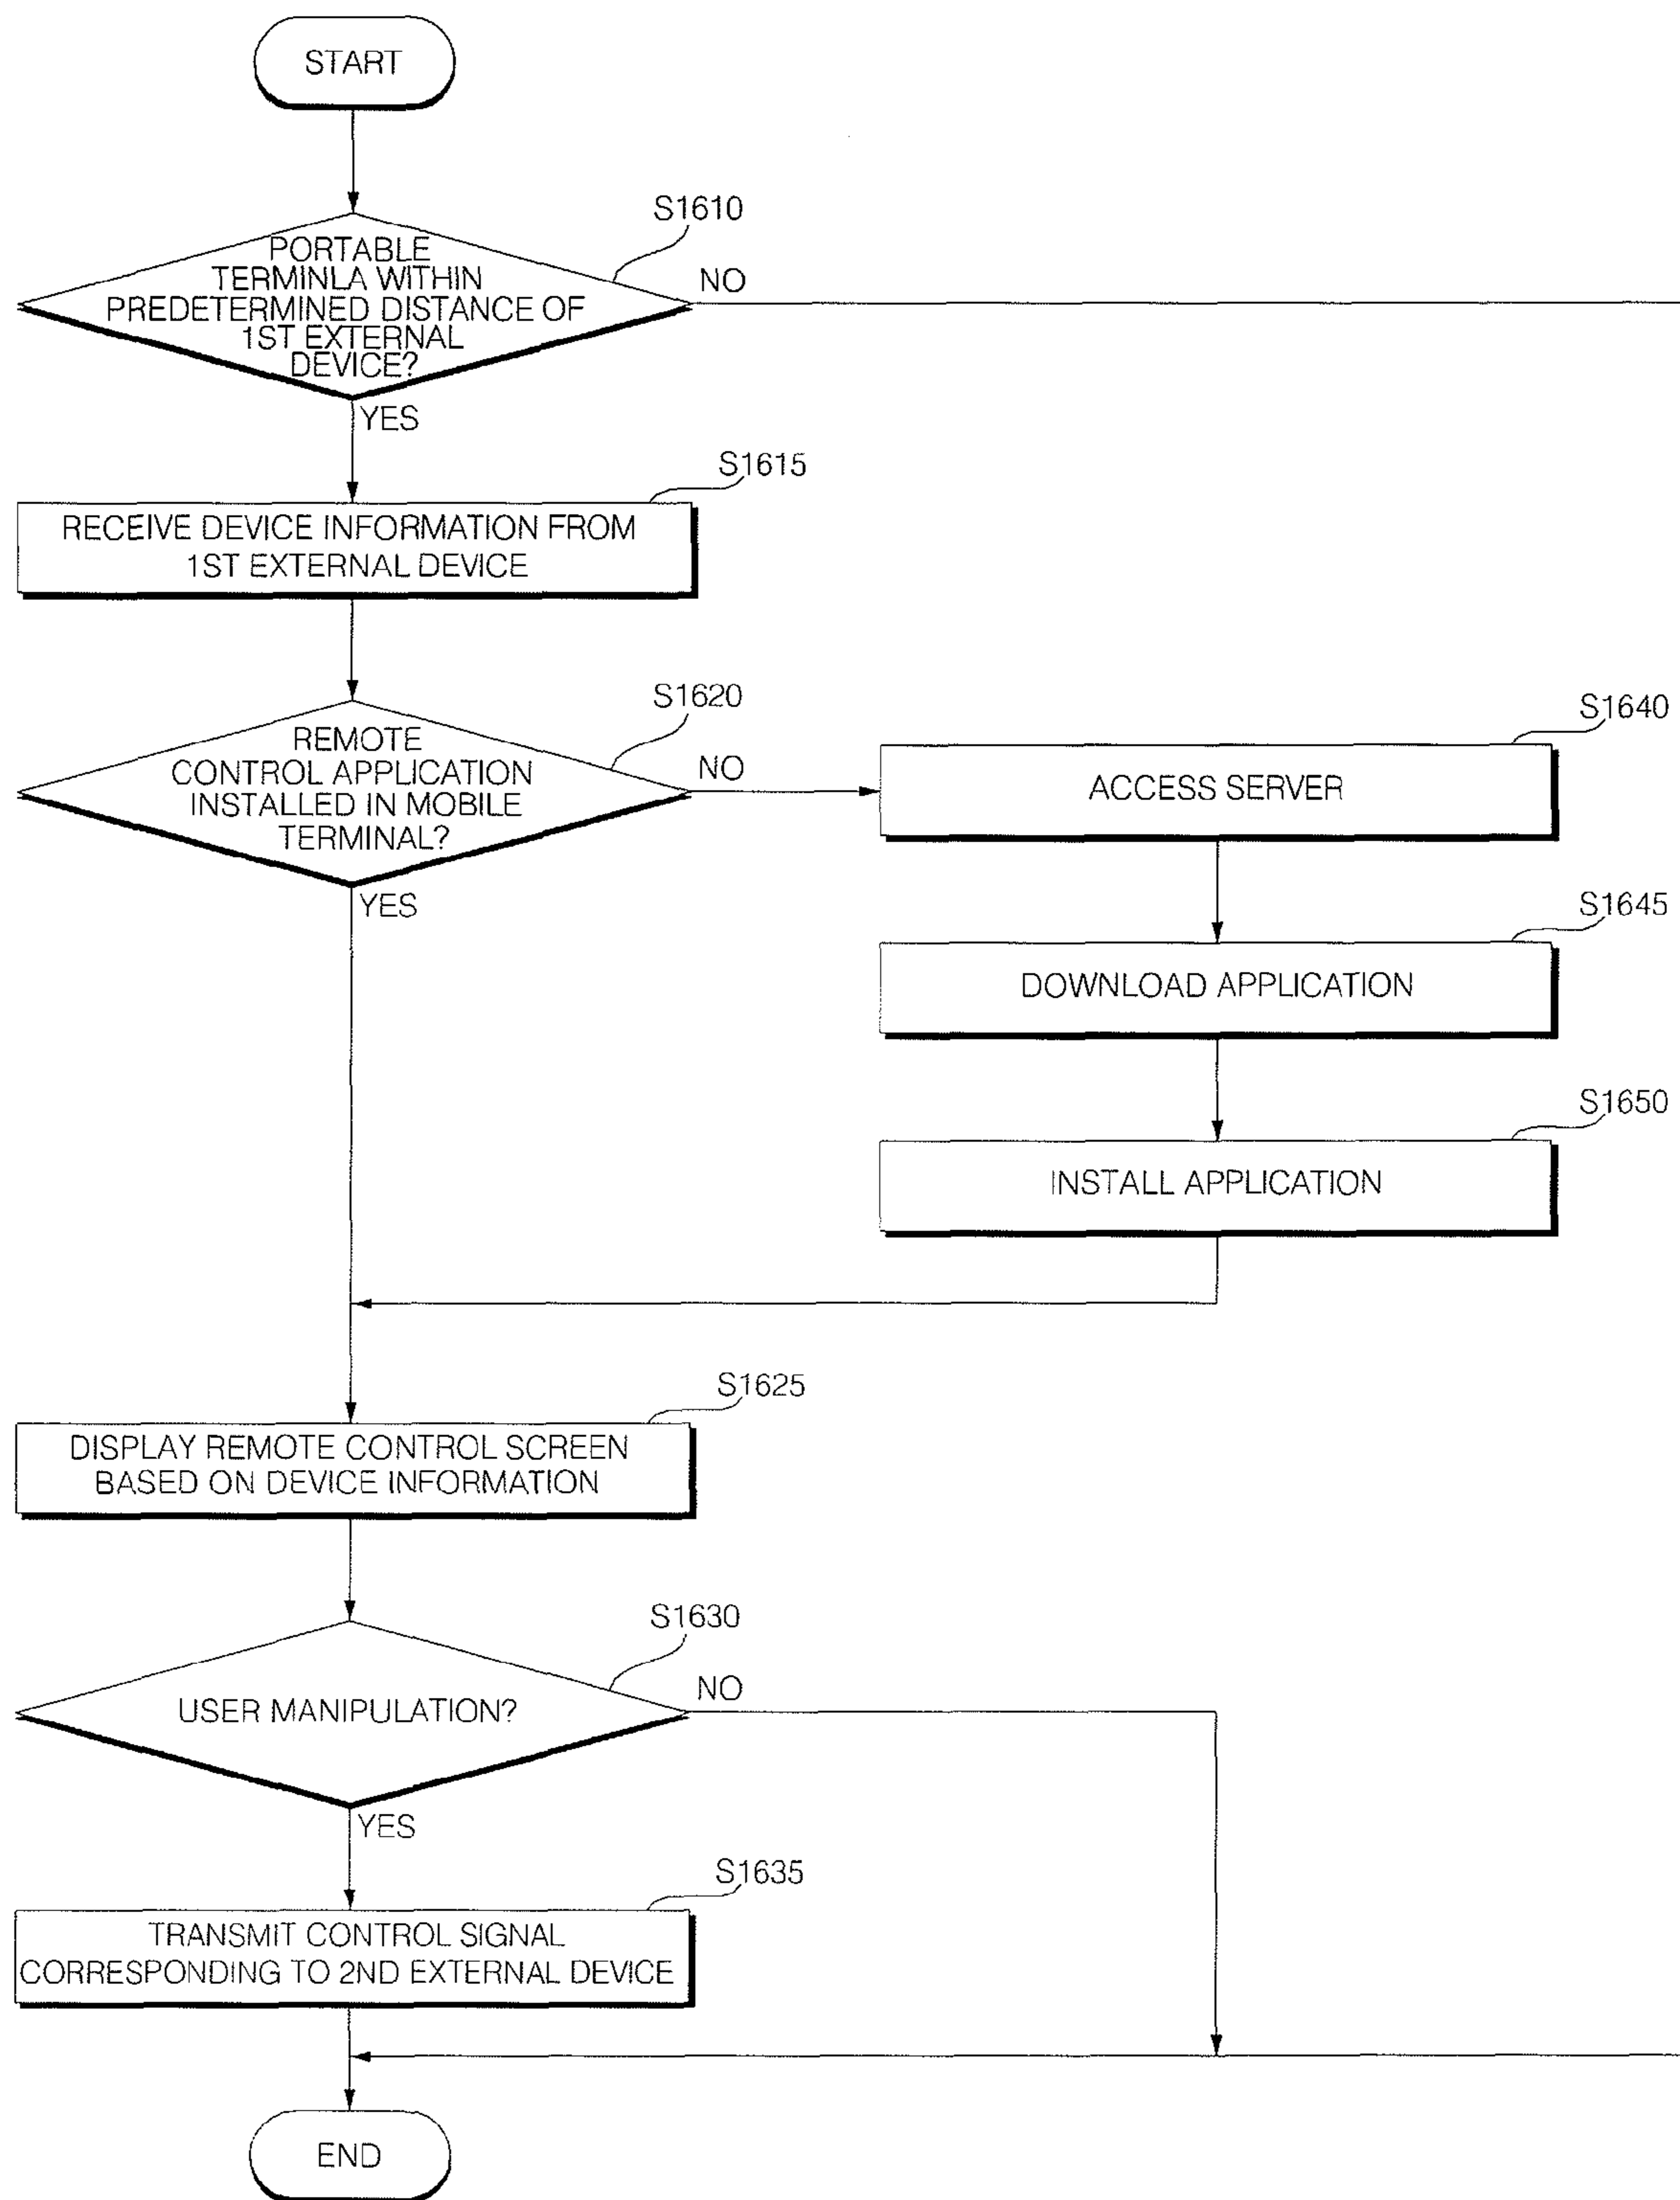 START
S1610
PORTABLE
TERMINLA WITHIN
PREDETERMINED DISTANCE OF
1ST EXTERNAL
DEVICE?
NO
YES
S1615
RECEIVE DEVICE INFORMATION FROM
1ST EXTERNAL DEVICE
S1620
REMOTE
CONTROL APPLICATION
INSTALLED IN MOBILE
TERMINAL?
NO
YES
S1640
ACCESS SERVER
S1645
DOWNLOAD APPLICATION
S1650
INSTALL APPLICATION
S1625
DISPLAY REMOTE CONTROL SCREEN
BASED ON DEVICE INFORMATION
S1630
USER MANIPULATION?
NO
YES
S1635
TRANSMIT CONTROL SIGNAL
CORRESPONDING TO 2ND EXTERNAL DEVICE
END